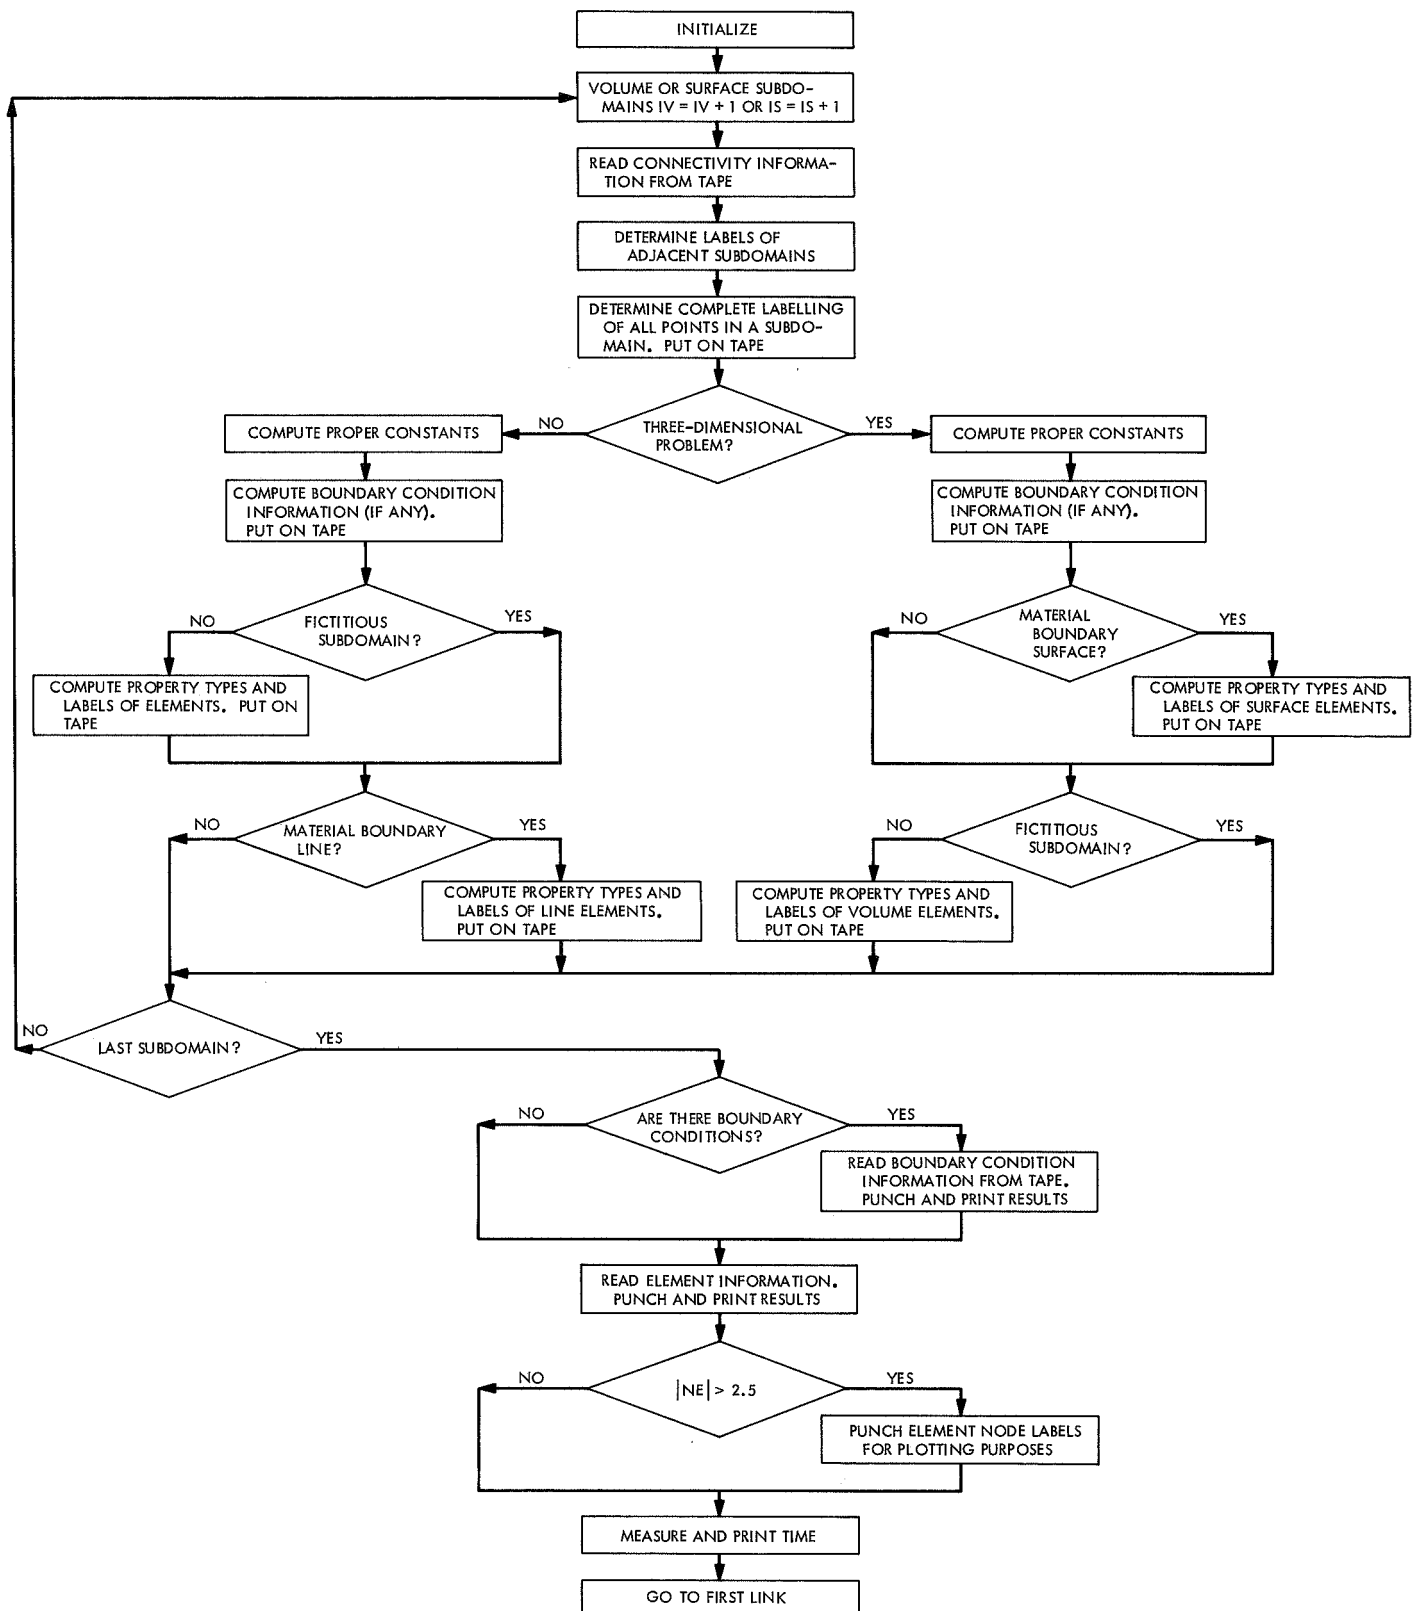 INITIALIZE
VOLUME OR SURFACE SUBDO-
MAINS IV = IV + 1 OR IS = IS + 1
READ CONNECTIVITY INFORMA-
TION FROM TAPE
DETERMINE LABELS OF
ADJACENT SUBDOMAINS
DETERMINE COMPLETE LABELLING
OF ALL POINTS IN A SUBDO-
MAIN. PUT ON TAPE
THREE-DIMENSIONAL
PROBLEM?
NO
YES
COMPUTE PROPER CONSTANTS
COMPUTE BOUNDARY CONDITION
INFORMATION (IF ANY).
PUT ON TAPE
FICTITIOUS
SUBDOMAIN?
NO
YES
COMPUTE PROPERTY TYPES AND
LABELS OF ELEMENTS. PUT ON
TAPE
MATERIAL BOUNDARY
LINE?
NO
YES
COMPUTE PROPERTY TYPES AND
LABELS OF LINE ELEMENTS.
PUT ON TAPE
COMPUTE PROPER CONSTANTS
COMPUTE BOUNDARY CONDITION
INFORMATION (IF ANY).
PUT ON TAPE
MATERIAL
BOUNDARY
SURFACE?
NO
YES
COMPUTE PROPERTY TYPES AND
LABELS OF SURFACE ELEMENTS.
PUT ON TAPE
FICTITIOUS
SUBDOMAIN?
NO
YES
COMPUTE PROPERTY TYPES AND
LABELS OF VOLUME ELEMENTS.
PUT ON TAPE
LAST SUBDOMAIN?
NO
YES
ARE THERE BOUNDARY
CONDITIONS?
NO
YES
READ BOUNDARY CONDITION
INFORMATION FROM TAPE.
PUNCH AND PRINT RESULTS
READ ELEMENT INFORMATION.
PUNCH AND PRINT RESULTS
|NE| > 2.5
NO
YES
PUNCH ELEMENT NODE LABELS
FOR PLOTTING PURPOSES
MEASURE AND PRINT TIME
GO TO FIRST LINK